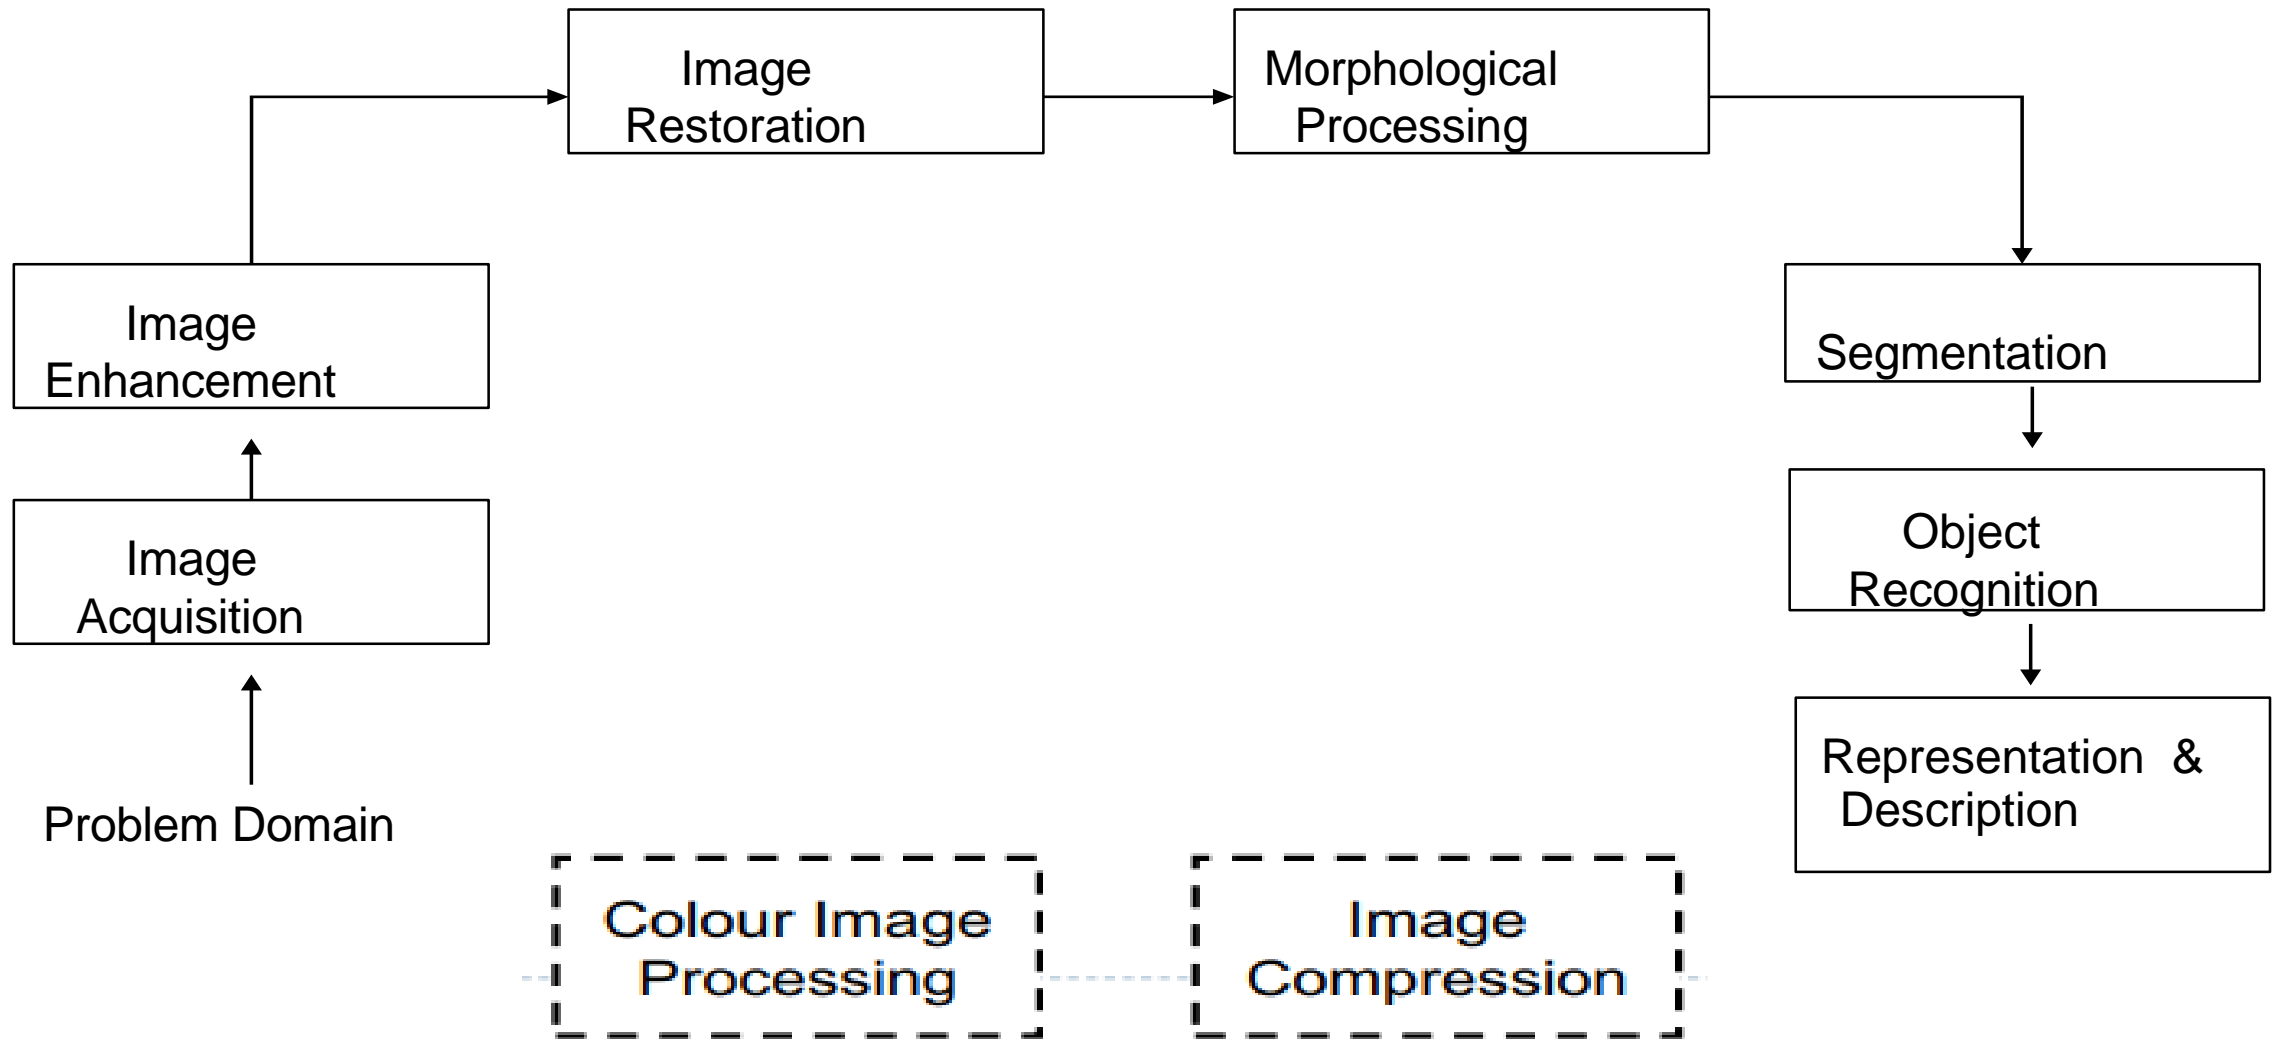 Image
Restoration
Morphological
Processing
Image
Enhancement
Segmentation
Image
Acquisition
Object
Recognition
Representation &
Description
Problem Domain
Colour Image
Processing
Image
Compression